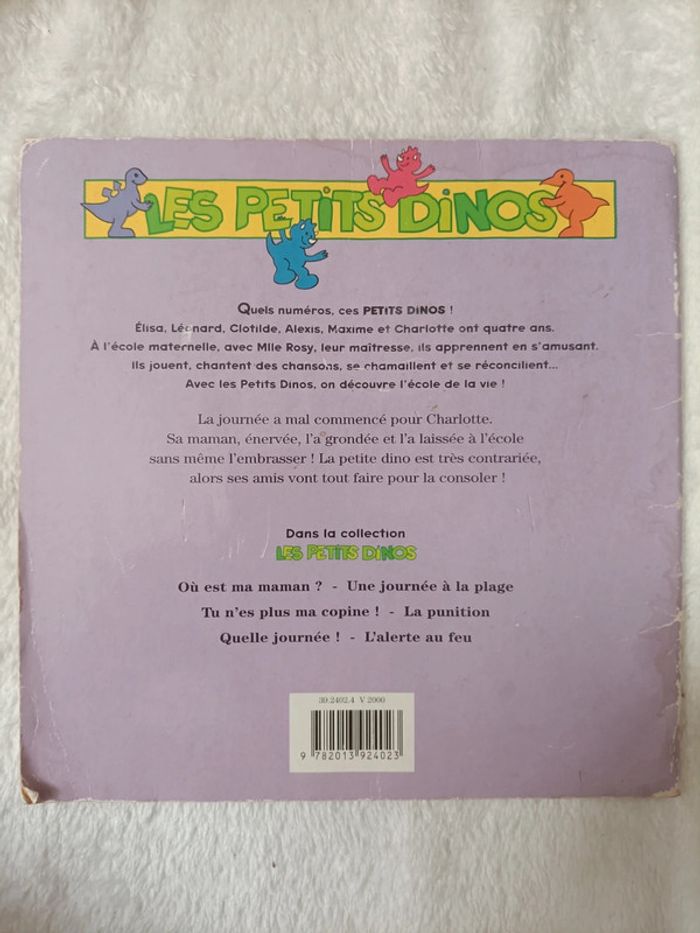 LES PETITS DINOS
Quels numéros, ces PETITS DINOS !
Élisa, Léonard, Clotilde, Alexis, Maxime et Charlotte ont quatre ans.
À l'école maternelle, avec Mlle Rosy, leur maîtresse, ils apprennent en s'amusant.
Ils jouent, chantent des chansons, se chamaillent et se réconcilient...
Avec les Petits Dinos, on découvre l'école de la vie !
La journée a mal commencé pour Charlotte.
Sa maman, énervée, l'a grondée et l'a laissée à l'école
sans même l'embrasser ! La petite dino est très contrariée,
alors ses amis vont tout faire pour la consoler !
Dans la collection
LES PETITS DINOS
Où est ma maman ? - Une journée à la plage
Tu n'es plus ma copine ! - La punition
Quelle journée ! - L'alerte au feu
39.2402.4 V 2000
9 782013 924023